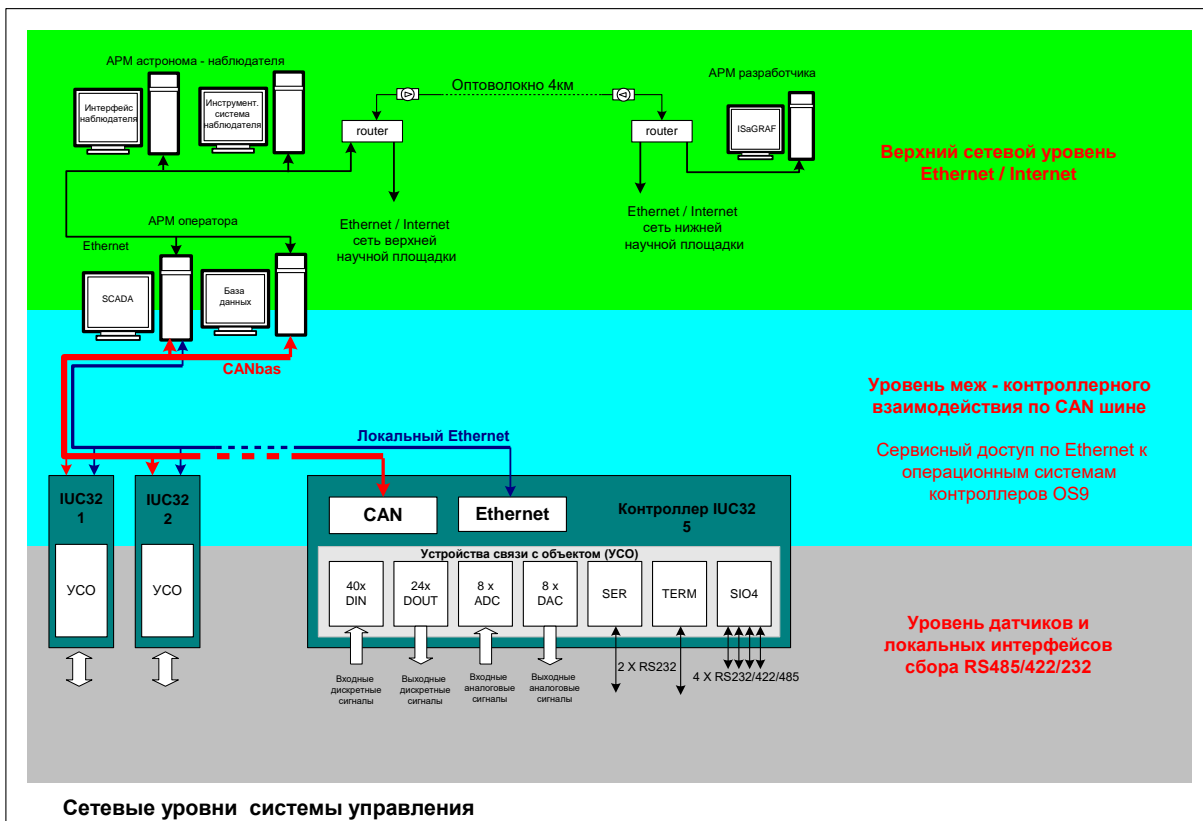 АРМ астронома - наблюдателя
Интерфейс
наблюдателя
Инструмент.
система
наблюдателя
Оптоволокно 4км
router
router
АРМ разработчика
ISaGRAF
Верхний сетевой уровень
Ethernet / Internet
Ethernet / Internet
сеть верхней
научной площадки
Ethernet / Internet
сеть нижней
научной площадки
АРМ оператора
Ethernet
SCADA
База
данных
CANbas
Уровень меж - контроллерного
взаимодействия по CAN шине
Сервисный доступ по Ethernet к
операционным системам
контроллеров OS9
Локальный Ethernet
IUC32
1
УСО
IUC32
2
УСО
CAN
Ethernet
Контроллер IUC32
5
Устройства связи с объектом (УСО)
40x
DIN
24x
DOUT
8 x
ADC
8 x
DAC
SER
TERM
SIO4
2 X RS232
4 X RS232/422/485
Входные
дискретные
сигналы
Выходные
дискретные
сигналы
Входные
аналоговые
сигналы
Выходные
аналоговые
сигналы
Уровень датчиков и
локальных интерфейсов
сбора RS485/422/232
Сетевые уровни системы управления